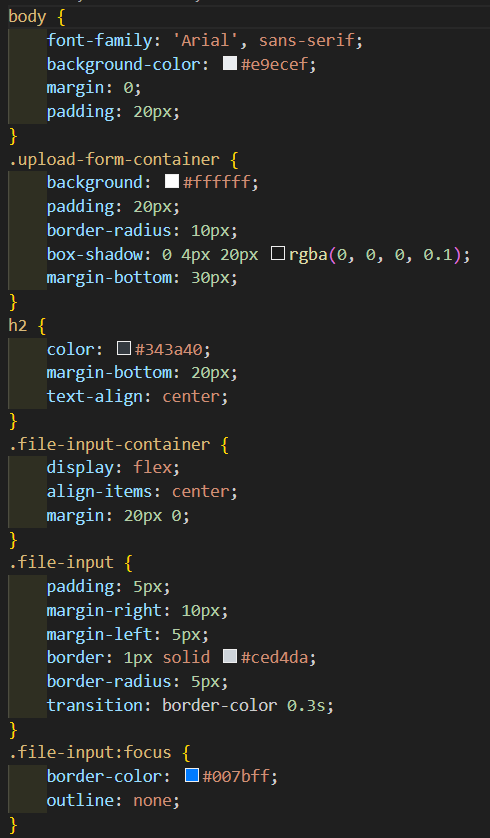 body {
    font-family: 'Arial', sans-serif;
    background-color: #e9ecef;
    margin: 0;
    padding: 20px;
}
.upload-form-container {
    background: #ffffff;
    padding: 20px;
    border-radius: 10px;
    box-shadow: 0 4px 20px rgba(0, 0, 0, 0.1);
    margin-bottom: 30px;
}
h2 {
    color: #343a40;
    margin-bottom: 20px;
    text-align: center;
}
.file-input-container {
    display: flex;
    align-items: center;
    margin: 20px 0;
}
.file-input {
    padding: 5px;
    margin-right: 10px;
    margin-left: 5px;
    border: 1px solid #ced4da;
    border-radius: 5px;
    transition: border-color 0.3s;
}
.file-input:focus {
    border-color: #007bff;
    outline: none;
}